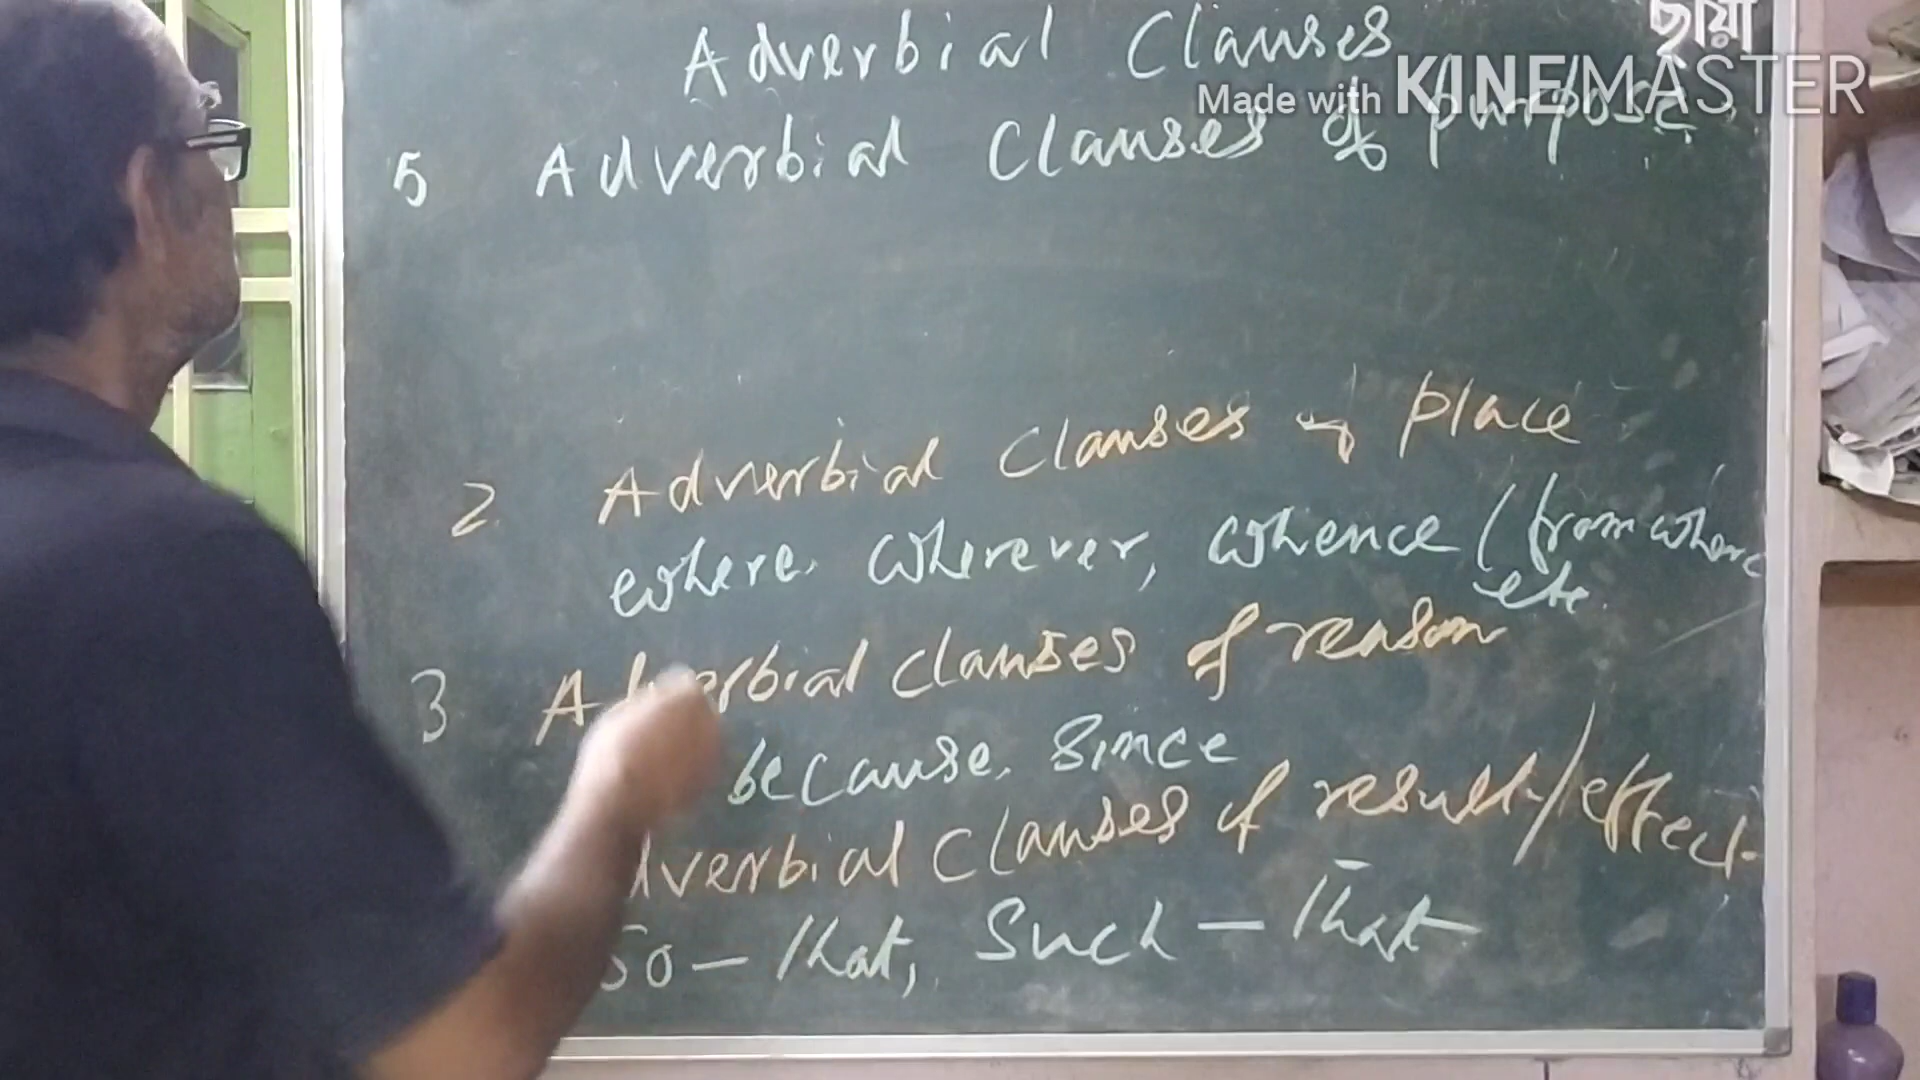 ছায়া
Adverbial Clauses
Made with KINEMASTER
5 Adverbial Clauses of purpose
2. Adverbial Clauses of place
where, wherever, whence (from where
etc.
3 Adverbial clauses of reason
because, since
dverbial Clauses of result/effect
So - that, Such - that